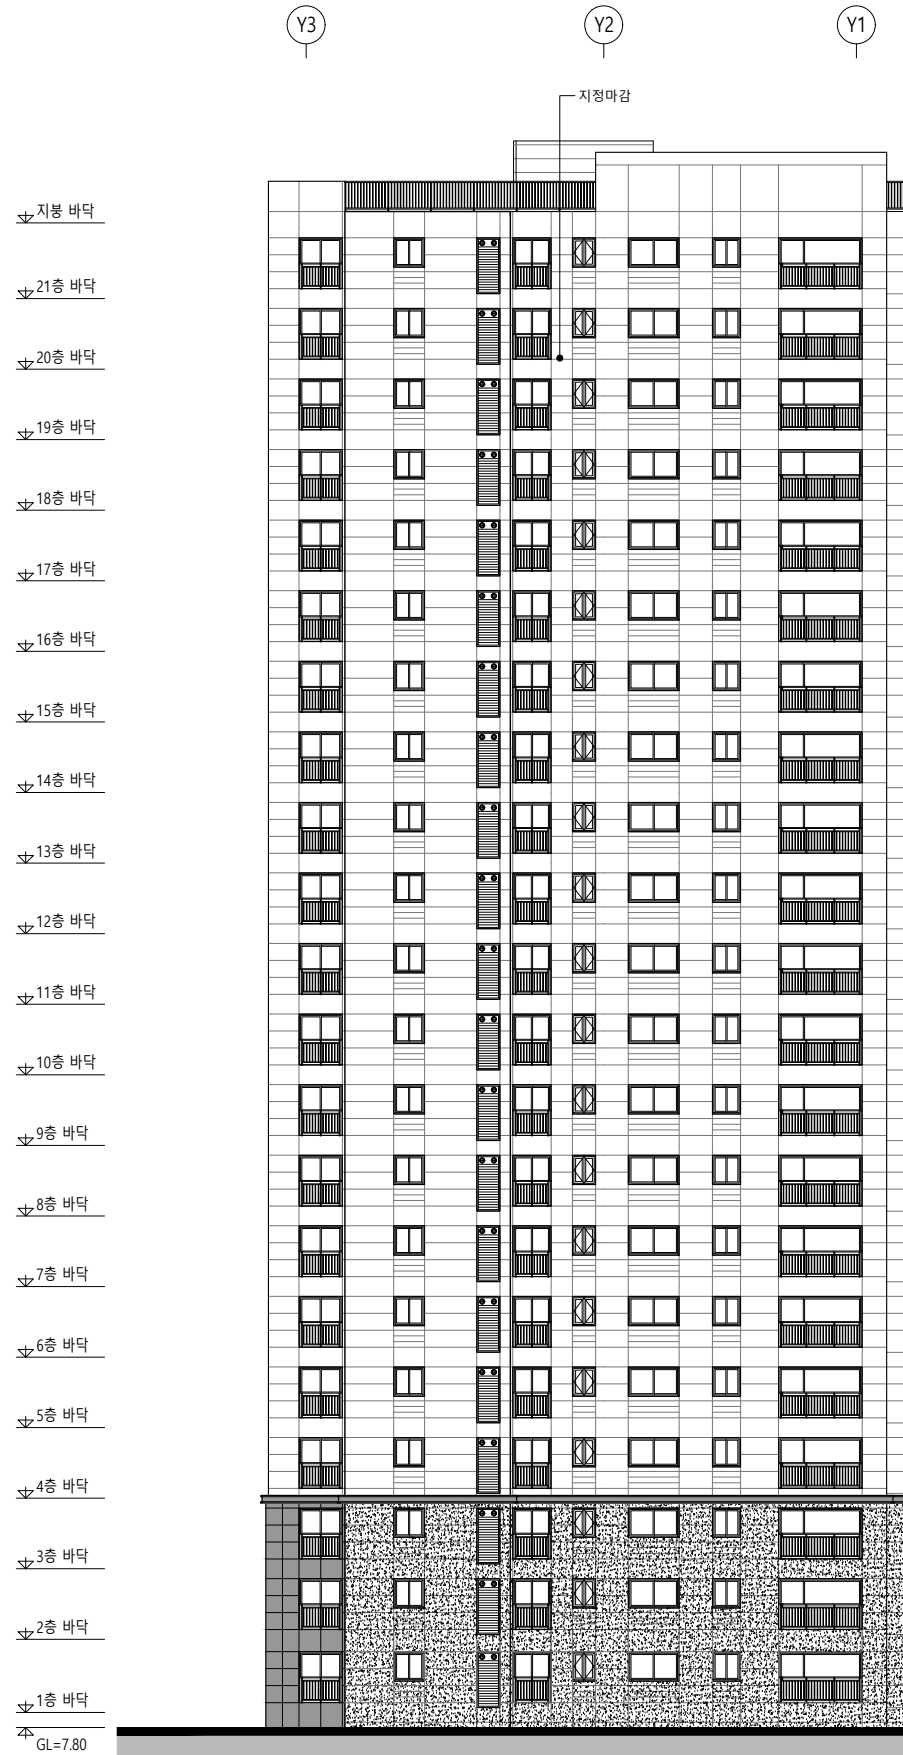 Y3
Y2
Y1
지정마감
지붕 바닥
21층 바닥
20층 바닥
19층 바닥
18층 바닥
17층 바닥
16층 바닥
15층 바닥
14층 바닥
13층 바닥
12층 바닥
11층 바닥
10층 바닥
9층 바닥
8층 바닥
7층 바닥
6층 바닥
5층 바닥
4층 바닥
3층 바닥
2층 바닥
1층 바닥
GL=7.80